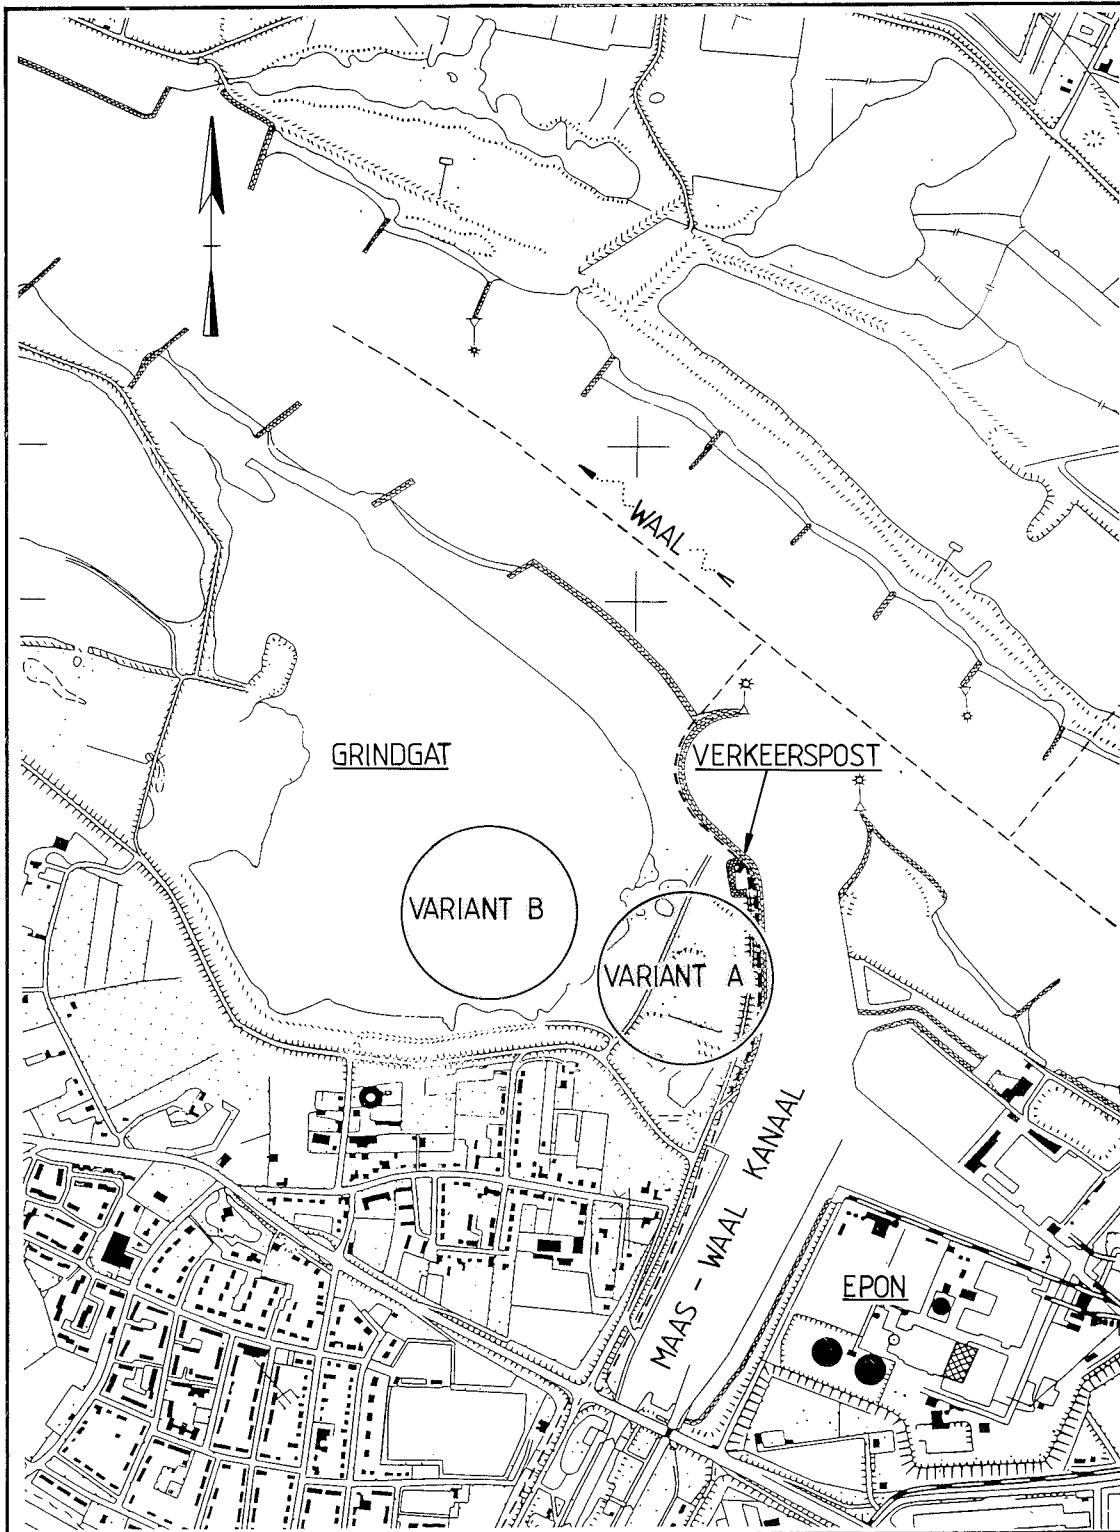 WAAL
GRINDGAT
VERKEERSPOST
VARIANT B
VARIANT A
MAAS - WAAL KANAAL
EPON